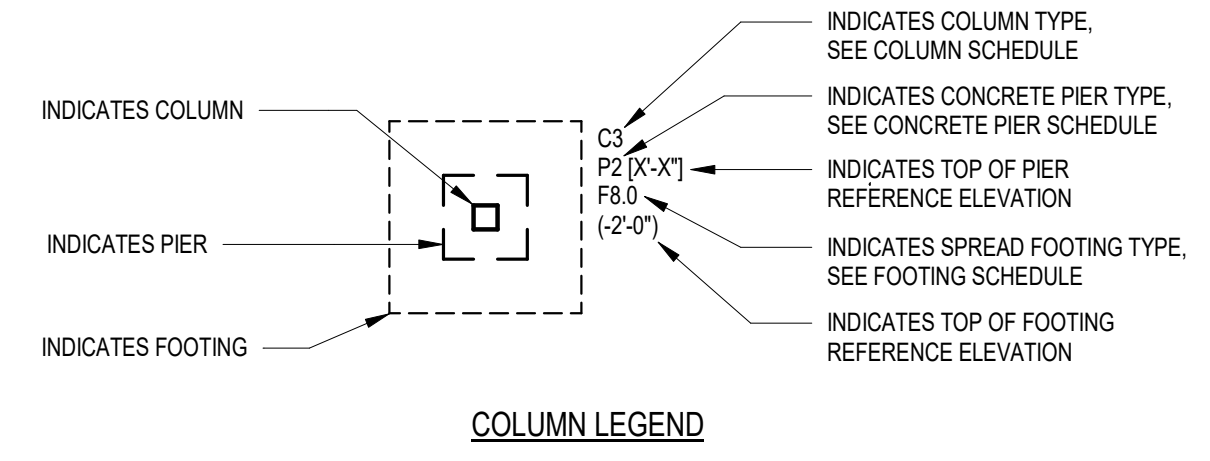 INDICATES COLUMN
INDICATES PIER
INDICATES FOOTING
C3
P2 [X'-X"]
F8.0
(-2'-0")
INDICATES COLUMN TYPE,
SEE COLUMN SCHEDULE
INDICATES CONCRETE PIER TYPE,
SEE CONCRETE PIER SCHEDULE
INDICATES TOP OF PIER
REFERENCE ELEVATION
INDICATES SPREAD FOOTING TYPE,
SEE FOOTING SCHEDULE
INDICATES TOP OF FOOTING
REFERENCE ELEVATION
COLUMN LEGEND